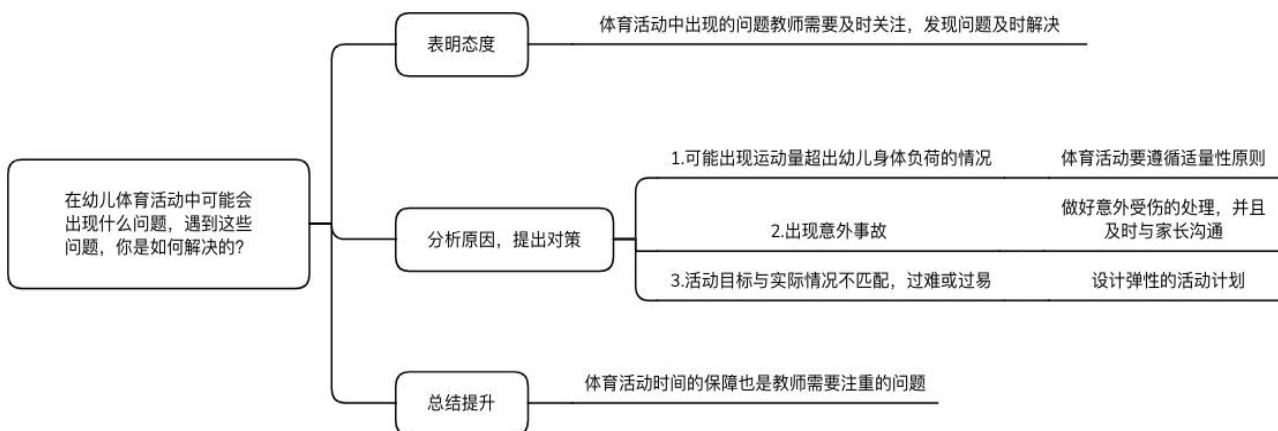 在幼儿体育活动中可能会
出现什么问题，遇到这些
问题，你是如何解决的？
表明态度
体育活动中出现的问题教师需要及时关注，发现问题及时解决
分析原因，提出对策
1.可能出现运动量超出幼儿身体负荷的情况
体育活动要遵循适量性原则
2.出现意外事故
做好意外受伤的处理，并且
及时与家长沟通
3.活动目标与实际情况不匹配，过难或过易
设计弹性的活动计划
总结提升
体育活动时间的保障也是教师需要注重的问题